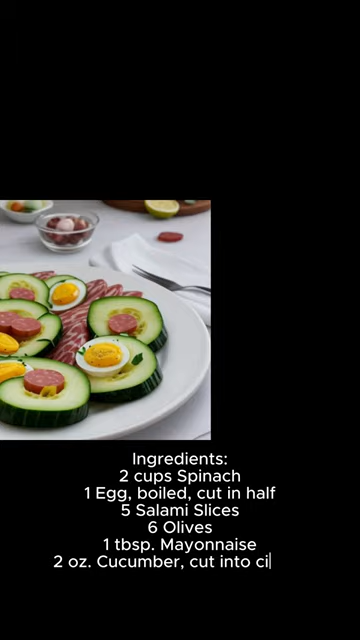 Ingredients:
2 cups Spinach
1 Egg, boiled, cut in half
5 Salami Slices
6 Olives
1 tbsp. Mayonnaise
2 oz. Cucumber, cut into ci